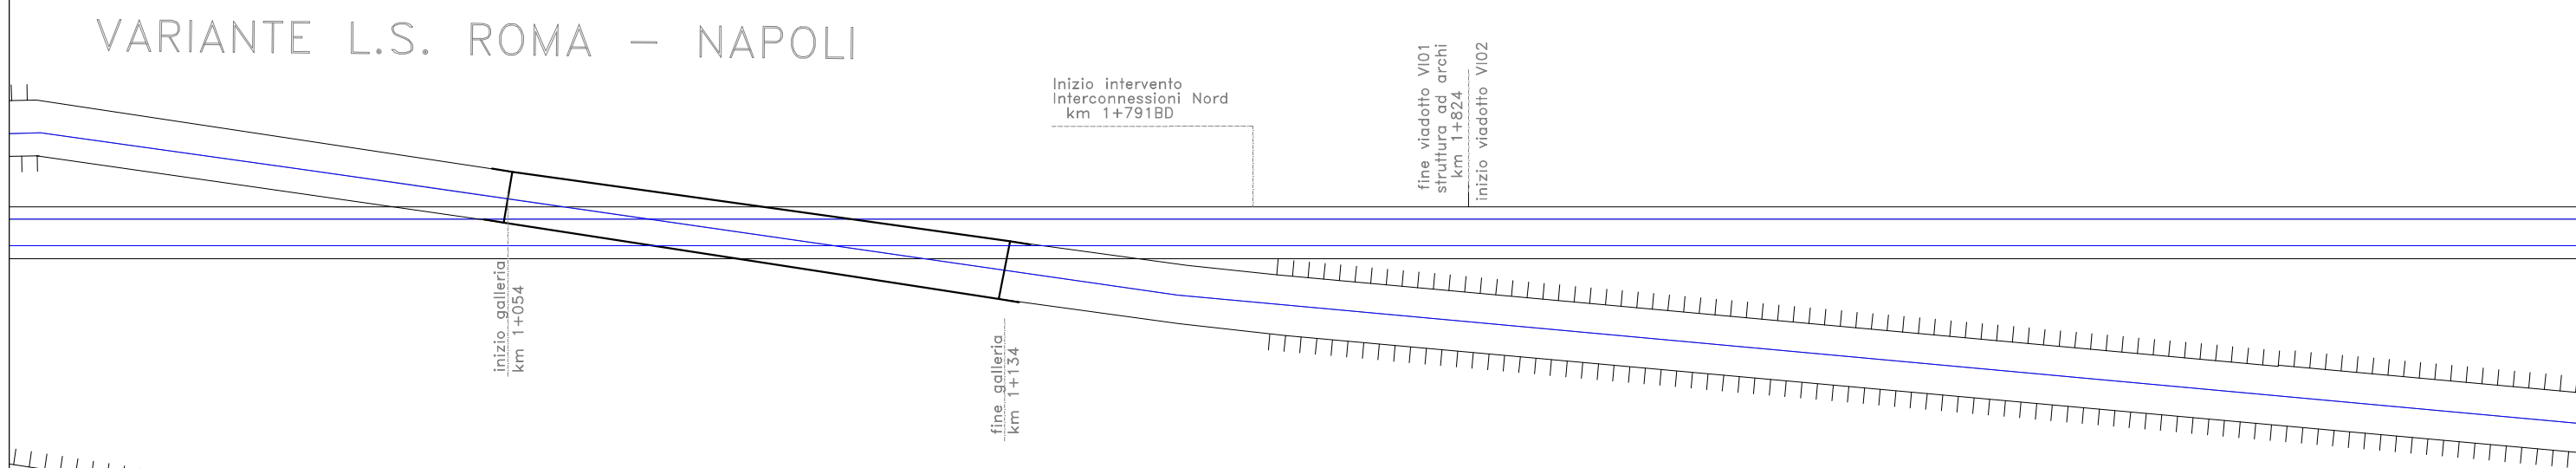 VARIANTE L.S. ROMA – NAPOLI
Inizio intervento
Interconnessioni Nord
km 1+791BD
fine viadotto VI01
struttura ad archi
km 1+824
inizio viadotto VI02
inizio galleria
km 1+054
fine galleria
km 1+134